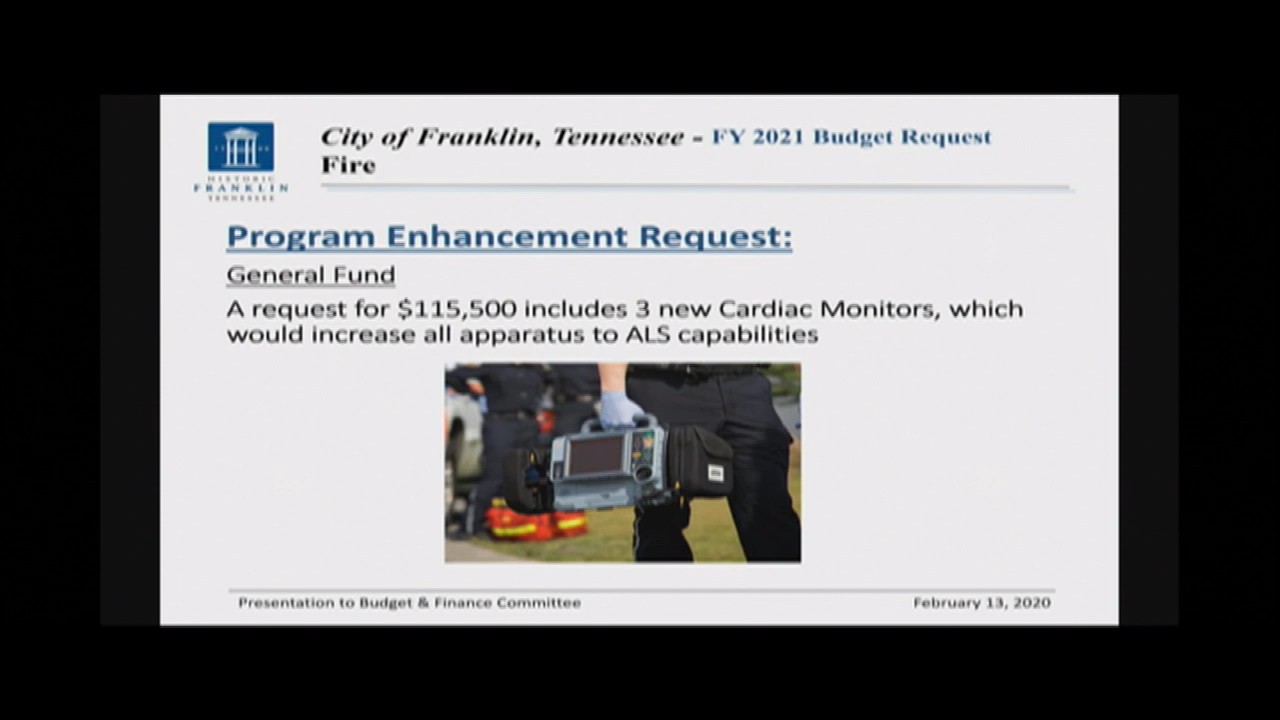 City of Franklin, Tennessee - FY 2021 Budget Request
Fire
HISTORIC
FRANKLIN
TENNESSEE
Program Enhancement Request:
General Fund
A request for $115,500 includes 3 new Cardiac Monitors, which
would increase all apparatus to ALS capabilities
Presentation to Budget & Finance Committee
February 13, 2020